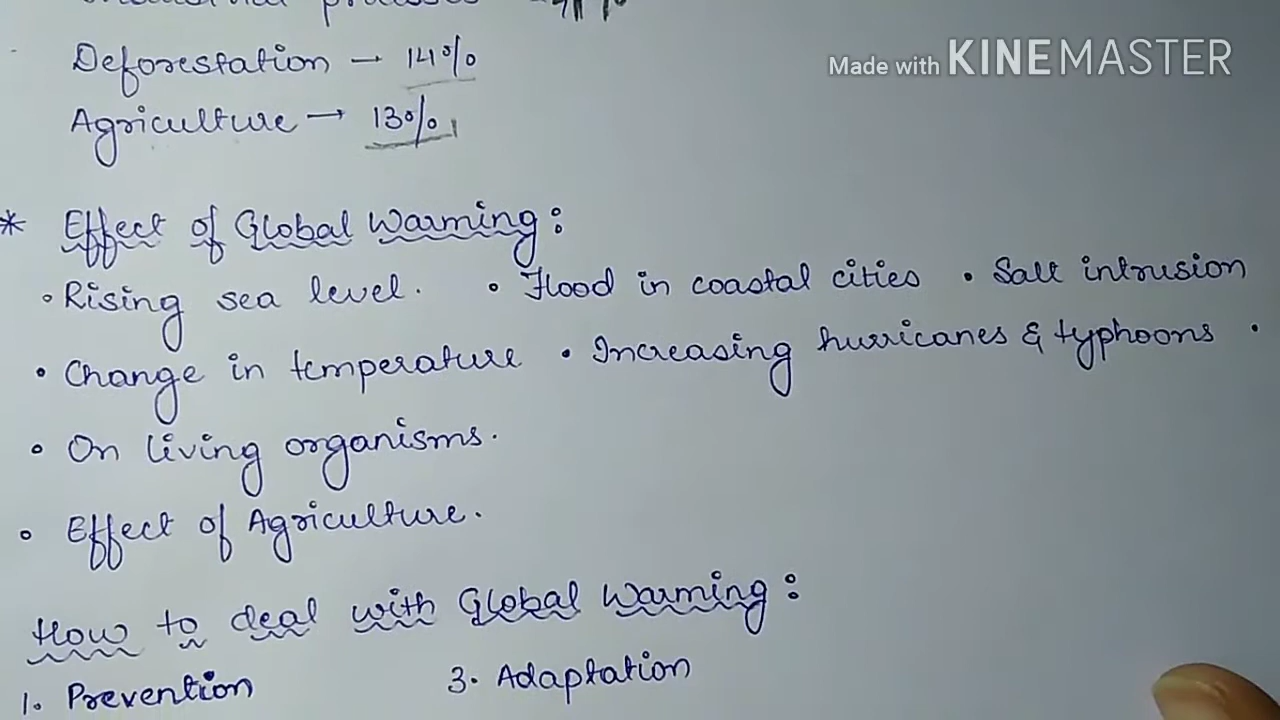 Deforestation → 14%
Made with KINEMASTER
Agriculture → 13%
* Effect of Global Warming:
• Rising sea level. • Flood in coastal cities • Salt intrusion
• Change in temperature • Increasing hurricanes & typhoons •
• On living organisms.
• Effect of Agriculture.
How to deal with Global Warming:
1. Prevention 3. Adaptation